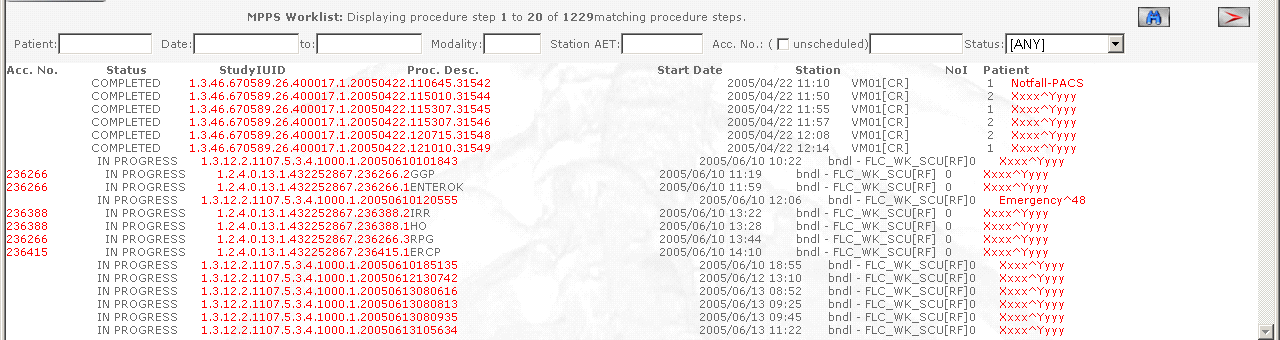 MPPS Worklist: Displaying procedure step 1 to 20 of 1229matching procedure steps.
Patient: Date: to: Modality: Station AET: Acc. No.: ( unscheduled) Status: [ANY]
Acc. No. Status StudyIUID Proc. Desc. Start Date Station NoI Patient
COMPLETED 1.3.46.670589.26.400017.1.20050422.110645.31542 2005/04/22 11:10 VM01[CR] 1 Notfall-PACS
COMPLETED 1.3.46.670589.26.400017.1.20050422.115010.31544 2005/04/22 11:50 VM01[CR] 2 Xxxx^Yyyy
COMPLETED 1.3.46.670589.26.400017.1.20050422.115307.31545 2005/04/22 11:55 VM01[CR] 1 Xxxx^Yyyy
COMPLETED 1.3.46.670589.26.400017.1.20050422.115307.31546 2005/04/22 11:57 VM01[CR] 2 Xxxx^Yyyy
COMPLETED 1.3.46.670589.26.400017.1.20050422.120715.31548 2005/04/22 12:08 VM01[CR] 2 Xxxx^Yyyy
COMPLETED 1.3.46.670589.26.400017.1.20050422.121010.31549 2005/04/22 12:14 VM01[CR] 1 Xxxx^Yyyy
IN PROGRESS 1.3.12.2.1107.5.3.4.1000.1.20050610101843 2005/06/10 10:22 bndl - FLC_WK_SCU[RF]0 Xxxx^Yyyy
236266 IN PROGRESS 1.2.4.0.13.1.432252867.236266.2GGP 2005/06/10 11:19 bndl - FLC_WK_SCU[RF] 0 Xxxx^Yyyy
236266 IN PROGRESS 1.2.4.0.13.1.432252867.236266.1ENTEROK 2005/06/10 11:59 bndl - FLC_WK_SCU[RF] 0 Xxxx^Yyyy
IN PROGRESS 1.3.12.2.1107.5.3.4.1000.1.20050610120555 2005/06/10 12:06 bndl - FLC_WK_SCU[RF]0 Emergency^48
236388 IN PROGRESS 1.2.4.0.13.1.432252867.236388.2IRR 2005/06/10 13:22 bndl - FLC_WK_SCU[RF] 0 Xxxx^Yyyy
236388 IN PROGRESS 1.2.4.0.13.1.432252867.236388.1HO 2005/06/10 13:28 bndl - FLC_WK_SCU[RF] 0 Xxxx^Yyyy
236266 IN PROGRESS 1.2.4.0.13.1.432252867.236266.3RPG 2005/06/10 13:44 bndl - FLC_WK_SCU[RF] 0 Xxxx^Yyyy
236415 IN PROGRESS 1.2.4.0.13.1.432252867.236415.1ERCP 2005/06/10 14:10 bndl - FLC_WK_SCU[RF] 0 Xxxx^Yyyy
IN PROGRESS 1.3.12.2.1107.5.3.4.1000.1.20050610185135 2005/06/10 18:55 bndl - FLC_WK_SCU[RF]0 Xxxx^Yyyy
IN PROGRESS 1.3.12.2.1107.5.3.4.1000.1.20050612130742 2005/06/12 13:10 bndl - FLC_WK_SCU[RF]0 Xxxx^Yyyy
IN PROGRESS 1.3.12.2.1107.5.3.4.1000.1.20050613080616 2005/06/13 08:52 bndl - FLC_WK_SCU[RF]0 Xxxx^Yyyy
IN PROGRESS 1.3.12.2.1107.5.3.4.1000.1.20050613080813 2005/06/13 09:25 bndl - FLC_WK_SCU[RF]0 Xxxx^Yyyy
IN PROGRESS 1.3.12.2.1107.5.3.4.1000.1.20050613080935 2005/06/13 09:45 bndl - FLC_WK_SCU[RF]0 Xxxx^Yyyy
IN PROGRESS 1.3.12.2.1107.5.3.4.1000.1.20050613105634 2005/06/13 11:22 bndl - FLC_WK_SCU[RF]0 Xxxx^Yyyy